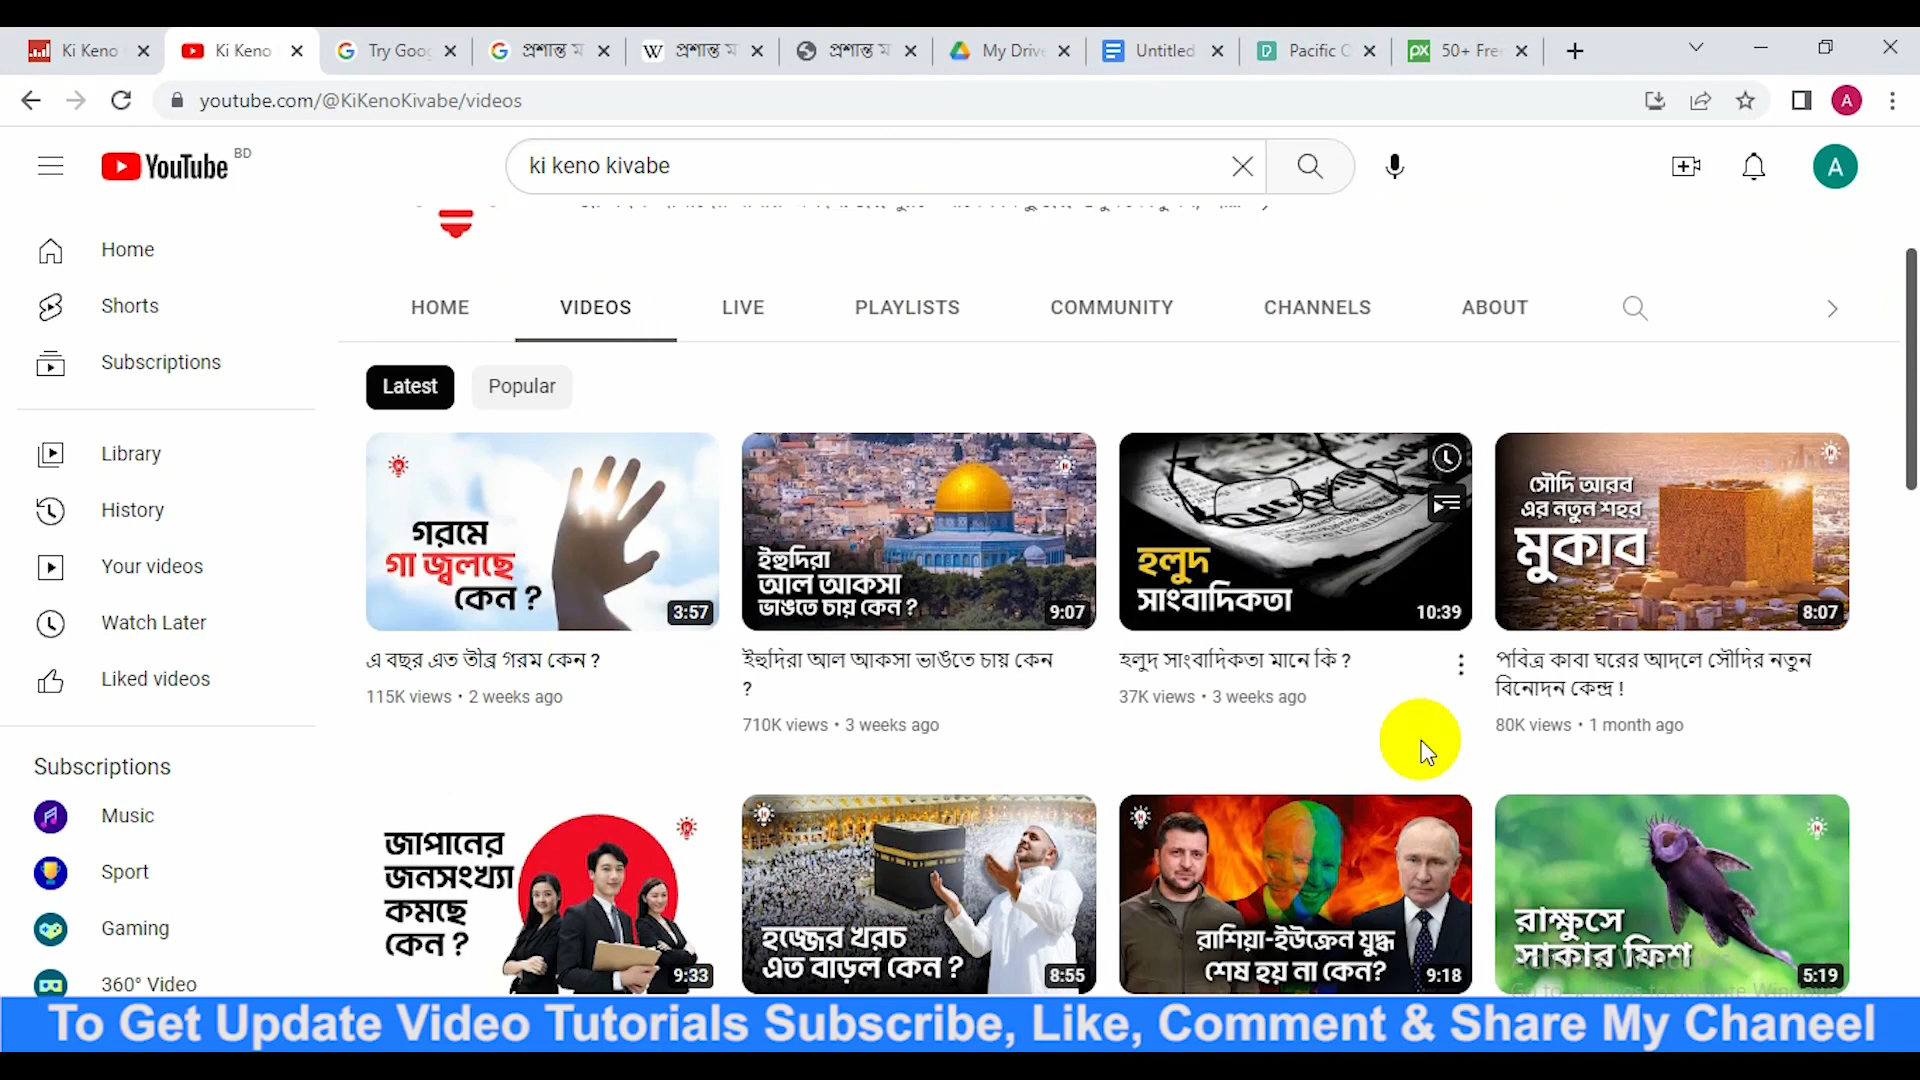 Ki Keno
Ki Keno
Try Goog
প্রশান্ত ম
প্রশান্ত ম
প্রশান্ত ম
My Drive
Untitled
Pacific O
50+ Free
youtube.com/@KiKenoKivabe/videos
YouTube BD
ki keno kivabe
Home
Shorts
Subscriptions
Library
History
Your videos
Watch Later
Liked videos
Subscriptions
Music
Sport
Gaming
360° Video
HOME
VIDEOS
LIVE
PLAYLISTS
COMMUNITY
CHANNELS
ABOUT
Latest
Popular
গরমে
গা জ্বলছে
কেন ?
3:57
ইহুদিরা
আল আকসা
ভাঙতে চায় কেন ?
9:07
হলুদ
সাংবাদিকতা
10:39
সৌদি আরব
এর নতুন শহর
মুকাব
8:07
এ বছর এত তীব্র গরম কেন ?
115K views • 2 weeks ago
ইহুদিরা আল আকসা ভাঙতে চায় কেন
?
710K views • 3 weeks ago
হলুদ সাংবাদিকতা মানে কি ?
37K views • 3 weeks ago
পবিত্র কাবা ঘরের আদলে সৌদির নতুন
বিনোদন কেন্দ্র !
80K views • 1 month ago
জাপানের
জনসংখ্যা
কমছে
কেন ?
9:33
হজ্জের খরচ
এত বাড়ল কেন ?
8:55
রাশিয়া-ইউক্রেন যুদ্ধ
শেষ হয় না কেন?
9:18
রাক্ষুসে
সাকার ফিশ
5:19
To Get Update Video Tutorials Subscribe, Like, Comment & Share My Chaneel